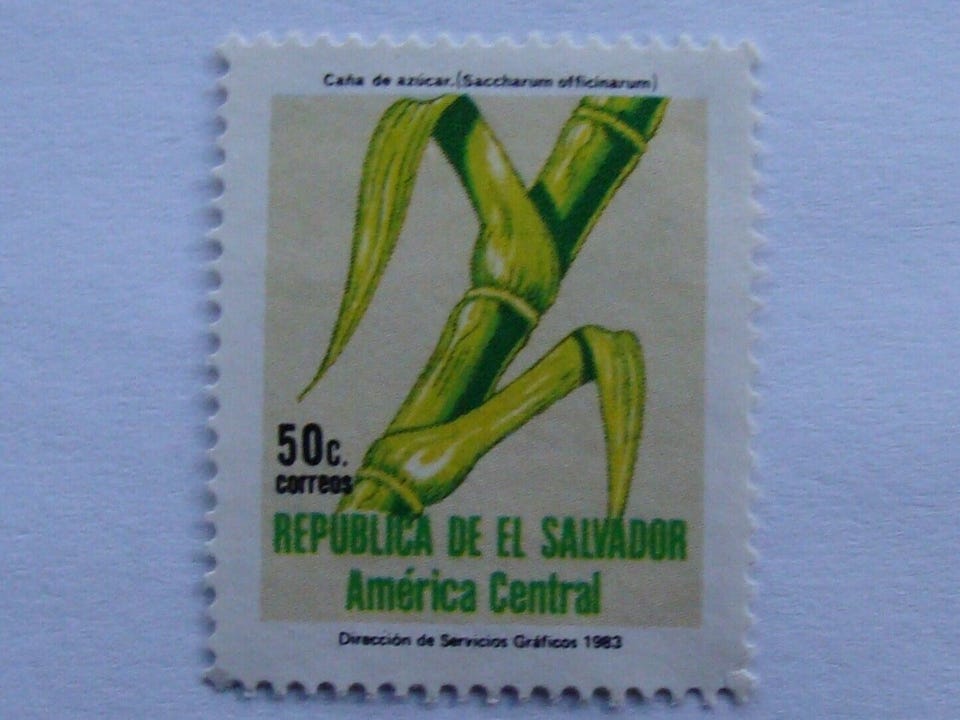 Caña de azúcar.(Saccharum officinarum)
50c.
correos
REPUBLICA DE EL SALVADOR
América Central
Dirección de Servicios Gráficos 1983